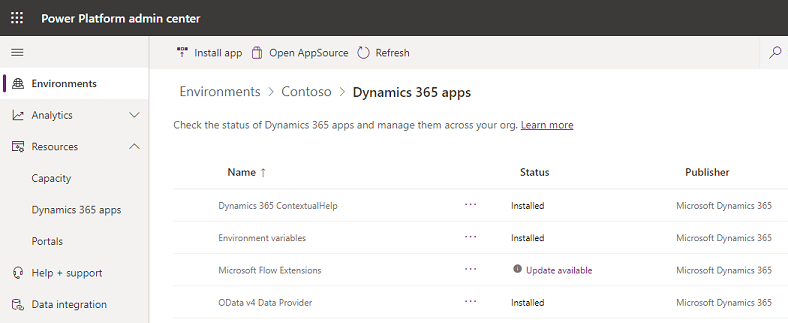 Power Platform admin center
Install app Open AppSource Refresh
Environments
Analytics
Resources
Capacity
Dynamics 365 apps
Portals
Help + support
Data integration
Environments > Contoso > Dynamics 365 apps
Check the status of Dynamics 365 apps and manage them across your org. Learn more
Name ↑ Status Publisher
Dynamics 365 ContextualHelp ... Installed Microsoft Dynamics 365
Environment variables ... Installed Microsoft Dynamics 365
Microsoft Flow Extensions ... Update available Microsoft Dynamics 365
OData v4 Data Provider ... Installed Microsoft Dynamics 365